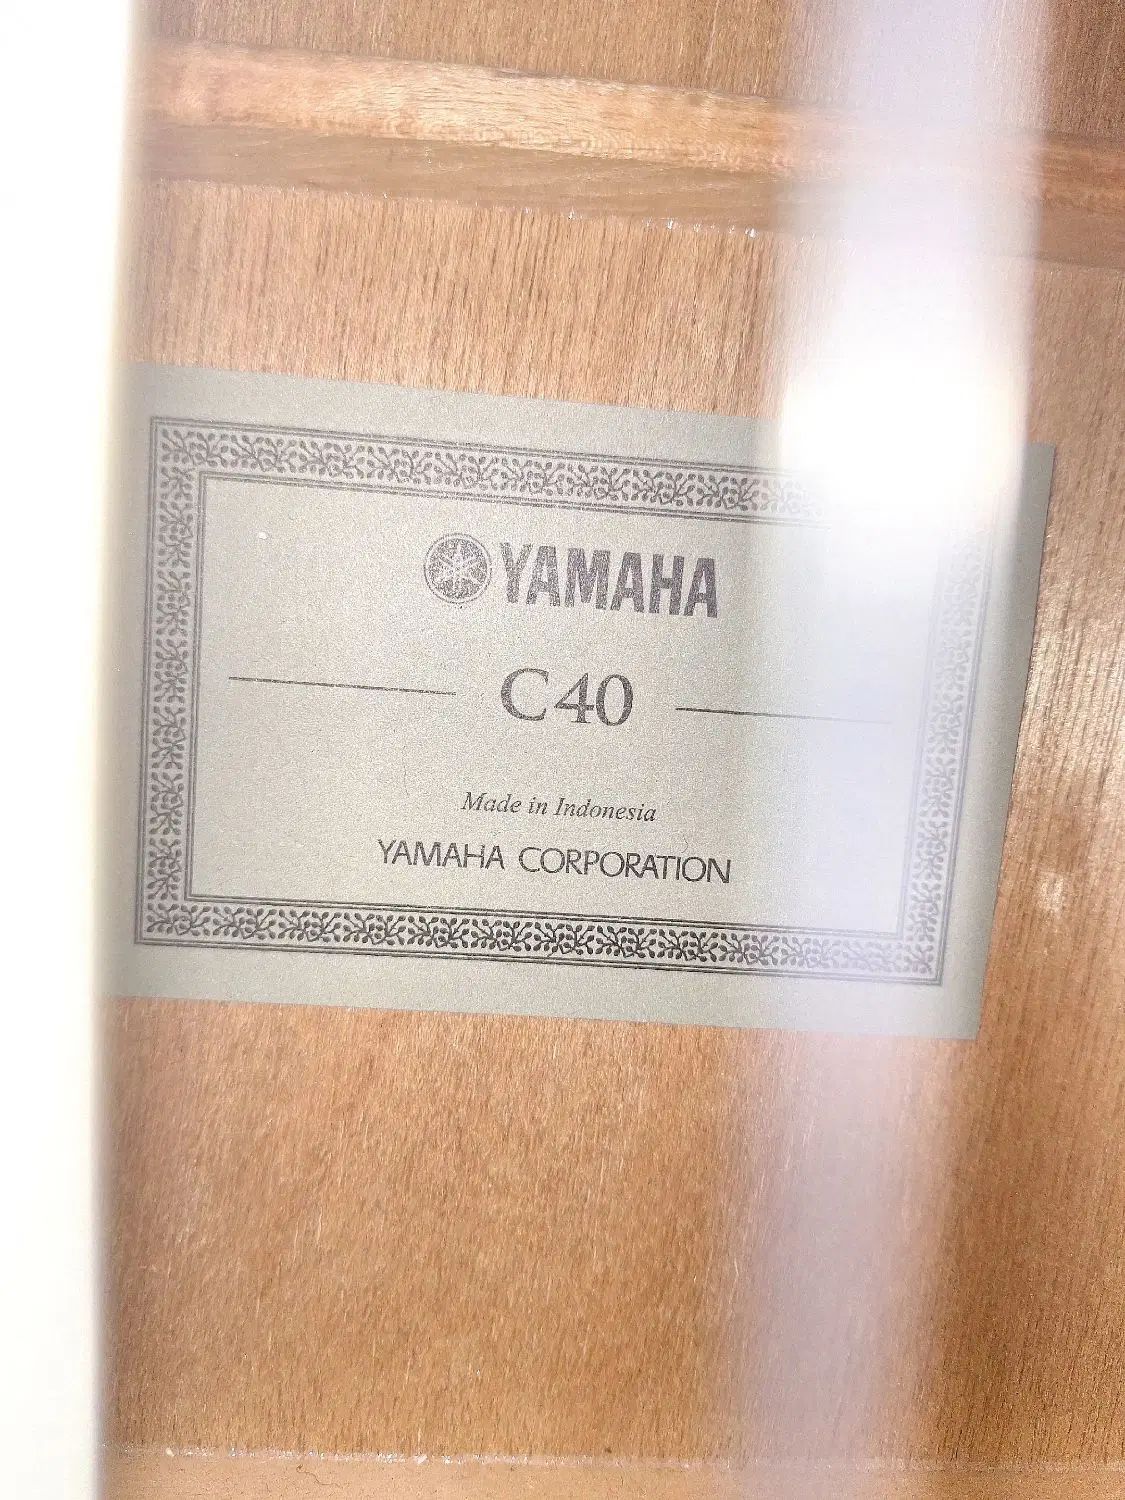 YAMAHA
C40
Made in Indonesia
YAMAHA CORPORATION